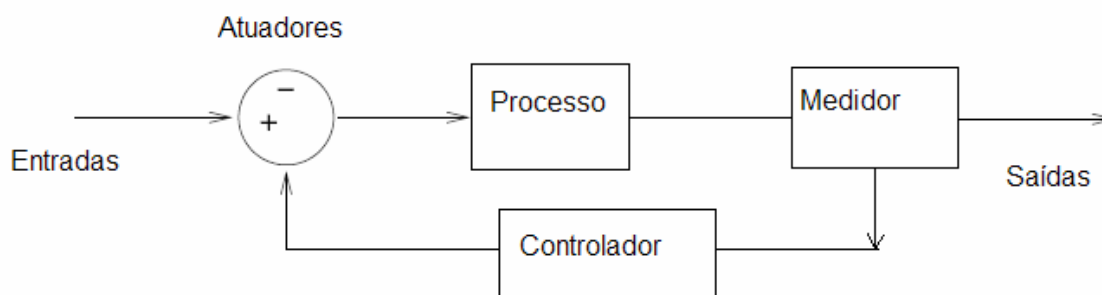 Atuadores
−
+
Processo
Medidor
Entradas
Saídas
Controlador